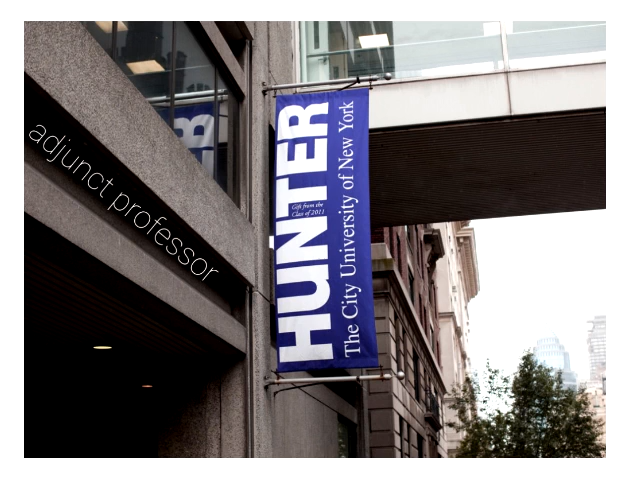 adjunct professor
HUNTER
Gift from the
Class of 2011
The City University of New York